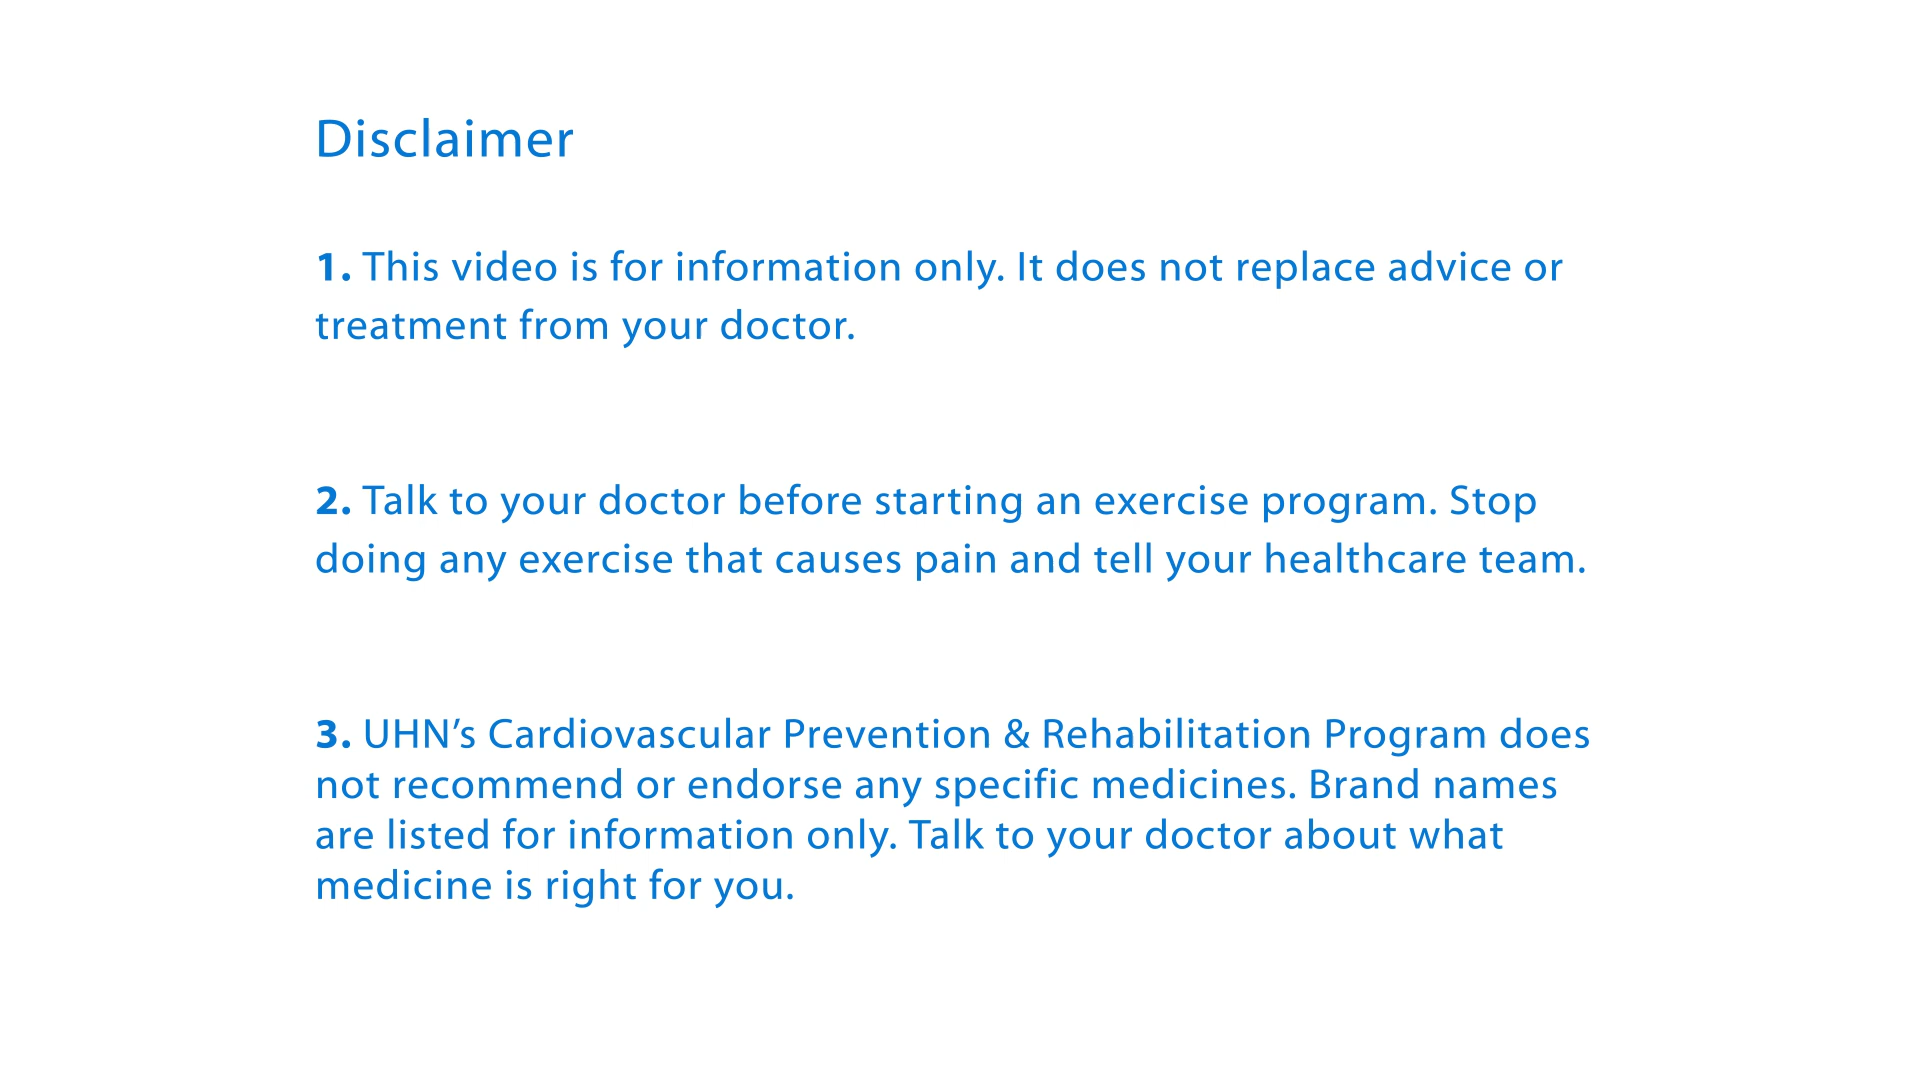 Disclaimer
1. This video is for information only. It does not replace advice or
treatment from your doctor.
2. Talk to your doctor before starting an exercise program. Stop
doing any exercise that causes pain and tell your healthcare team.
3. UHN’s Cardiovascular Prevention & Rehabilitation Program does
not recommend or endorse any specific medicines. Brand names
are listed for information only. Talk to your doctor about what
medicine is right for you.